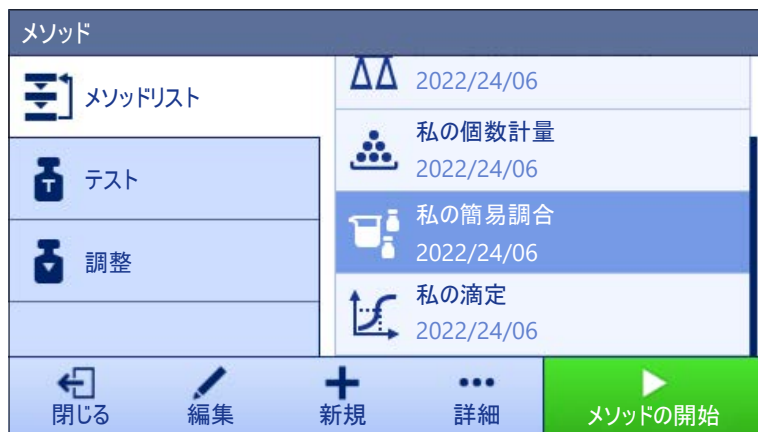 メソッド
メソッドリスト
テスト
調整
2022/24/06
私の個数計量
2022/24/06
私の簡易調合
2022/24/06
私の滴定
2022/24/06
閉じる
編集
新規
詳細
メソッドの開始